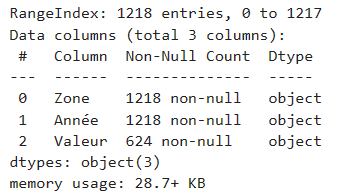 RangeIndex: 1218 entries, 0 to 1217
Data columns (total 3 columns):
 #   Column  Non-Null Count  Dtype
---  ------  --------------  -----
 0   Zone    1218 non-null   object
 1   Année   1218 non-null   object
 2   Valeur  624 non-null    object
dtypes: object(3)
memory usage: 28.7+ KB